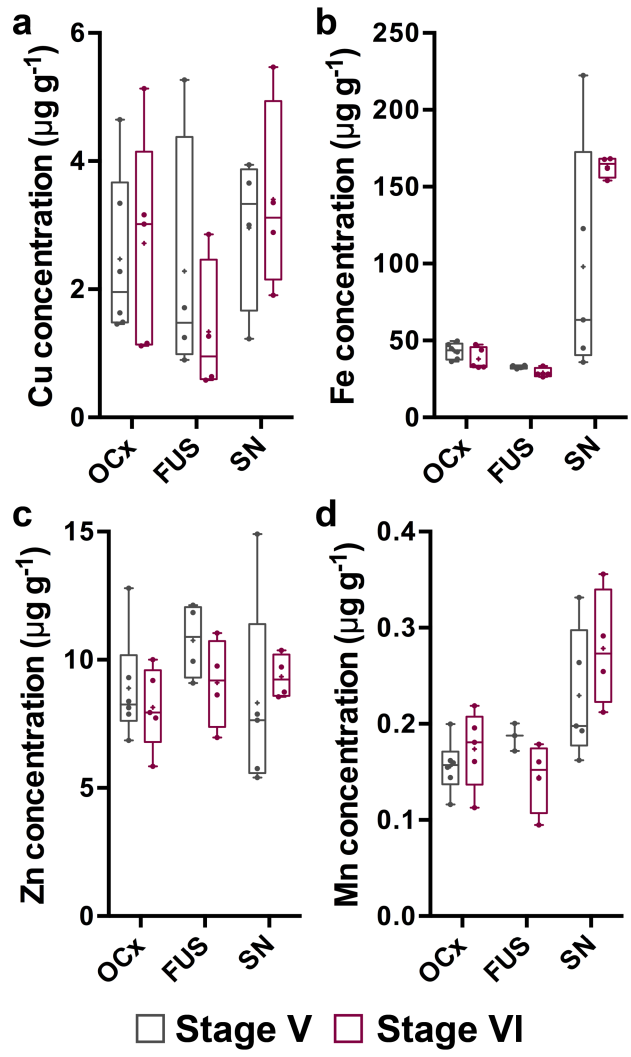 a
Cu concentration (µg g⁻¹)
6
4
2
0
OCx
FUS
SN
b
Fe concentration (µg g⁻¹)
250
200
150
100
50
0
OCx
FUS
SN
c
Zn concentration (µg g⁻¹)
15
10
5
0
OCx
FUS
SN
d
Mn concentration (µg g⁻¹)
0.4
0.3
0.2
0.1
0.0
OCx
FUS
SN
Stage V
Stage VI